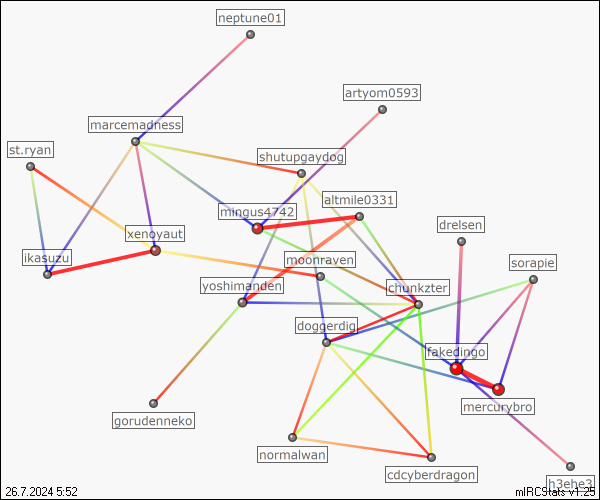 neptune01
artyom0593
marcemadness
st.ryan
shutupgaydog
altmile0331
mingus4742
drelsen
xenoyaut
ikasuzu
moonraven
sorapie
yoshimanden
chunkzter
doggerdig
fakedingo
mercurybro
gorudenneko
normalwan
cdcyberdragon
h3ehe3
26.7.2024 5:52
mIRCStats v1.25